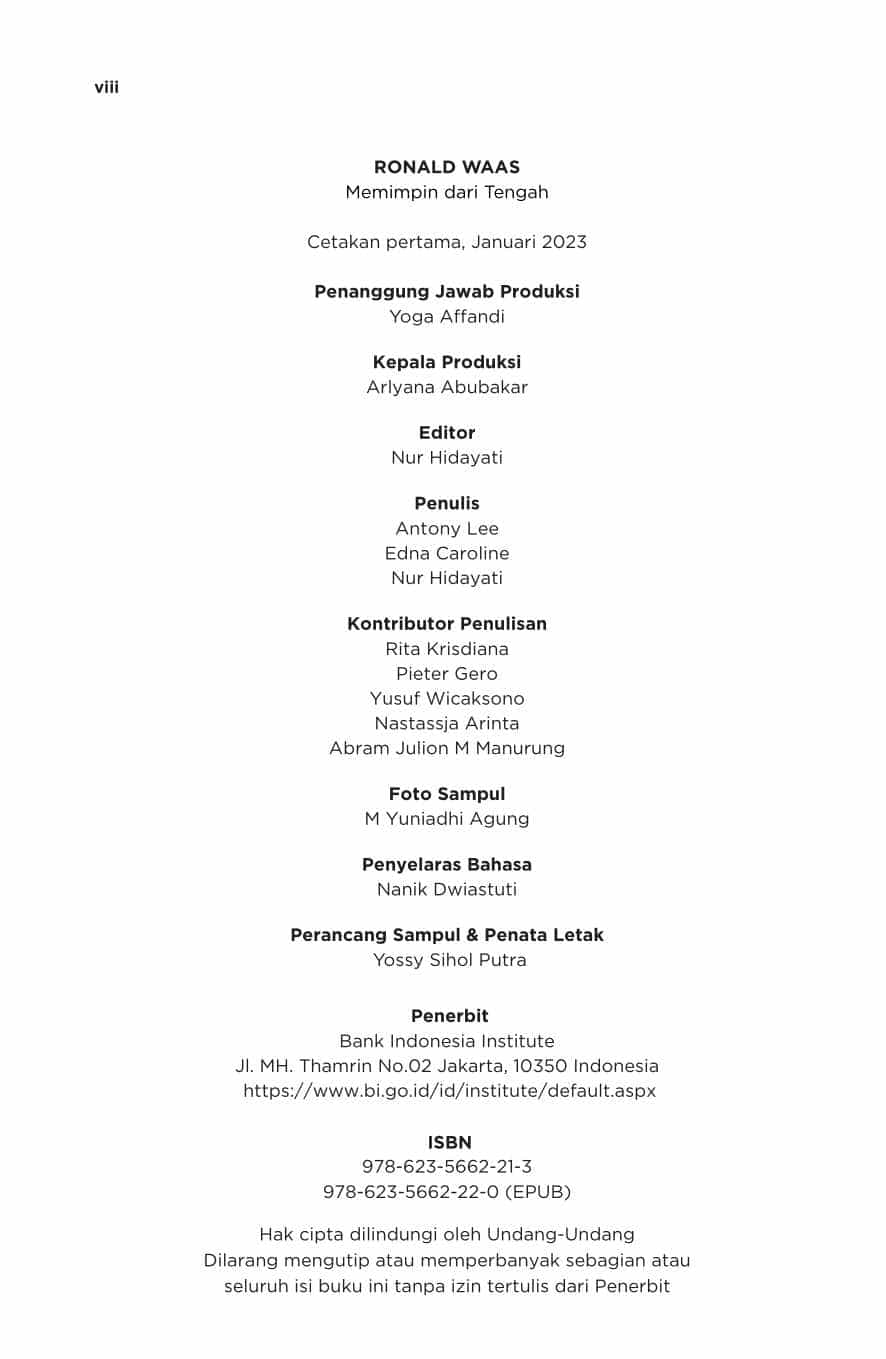 viii
RONALD WAAS
Memimpin dari Tengah
Cetakan pertama, Januari 2023
Penanggung Jawab Produksi
Yoga Affandi
Kepala Produksi
Arlyana Abubakar
Editor
Nur Hidayati
Penulis
Antony Lee
Edna Caroline
Nur Hidayati
Kontributor Penulisan
Rita Krisdiana
Pieter Gero
Yusuf Wicaksono
Nastassja Arinta
Abram Julion M Manurung
Foto Sampul
M Yuniadhi Agung
Penyelaras Bahasa
Nanik Dwiastuti
Perancang Sampul & Penata Letak
Yossy Sihol Putra
Penerbit
Bank Indonesia Institute
Jl. MH. Thamrin No.02 Jakarta, 10350 Indonesia
https://www.bi.go.id/id/institute/default.aspx
ISBN
978-623-5662-21-3
978-623-5662-22-0 (EPUB)
Hak cipta dilindungi oleh Undang-Undang
Dilarang mengutip atau memperbanyak sebagian atau
seluruh isi buku ini tanpa izin tertulis dari Penerbit